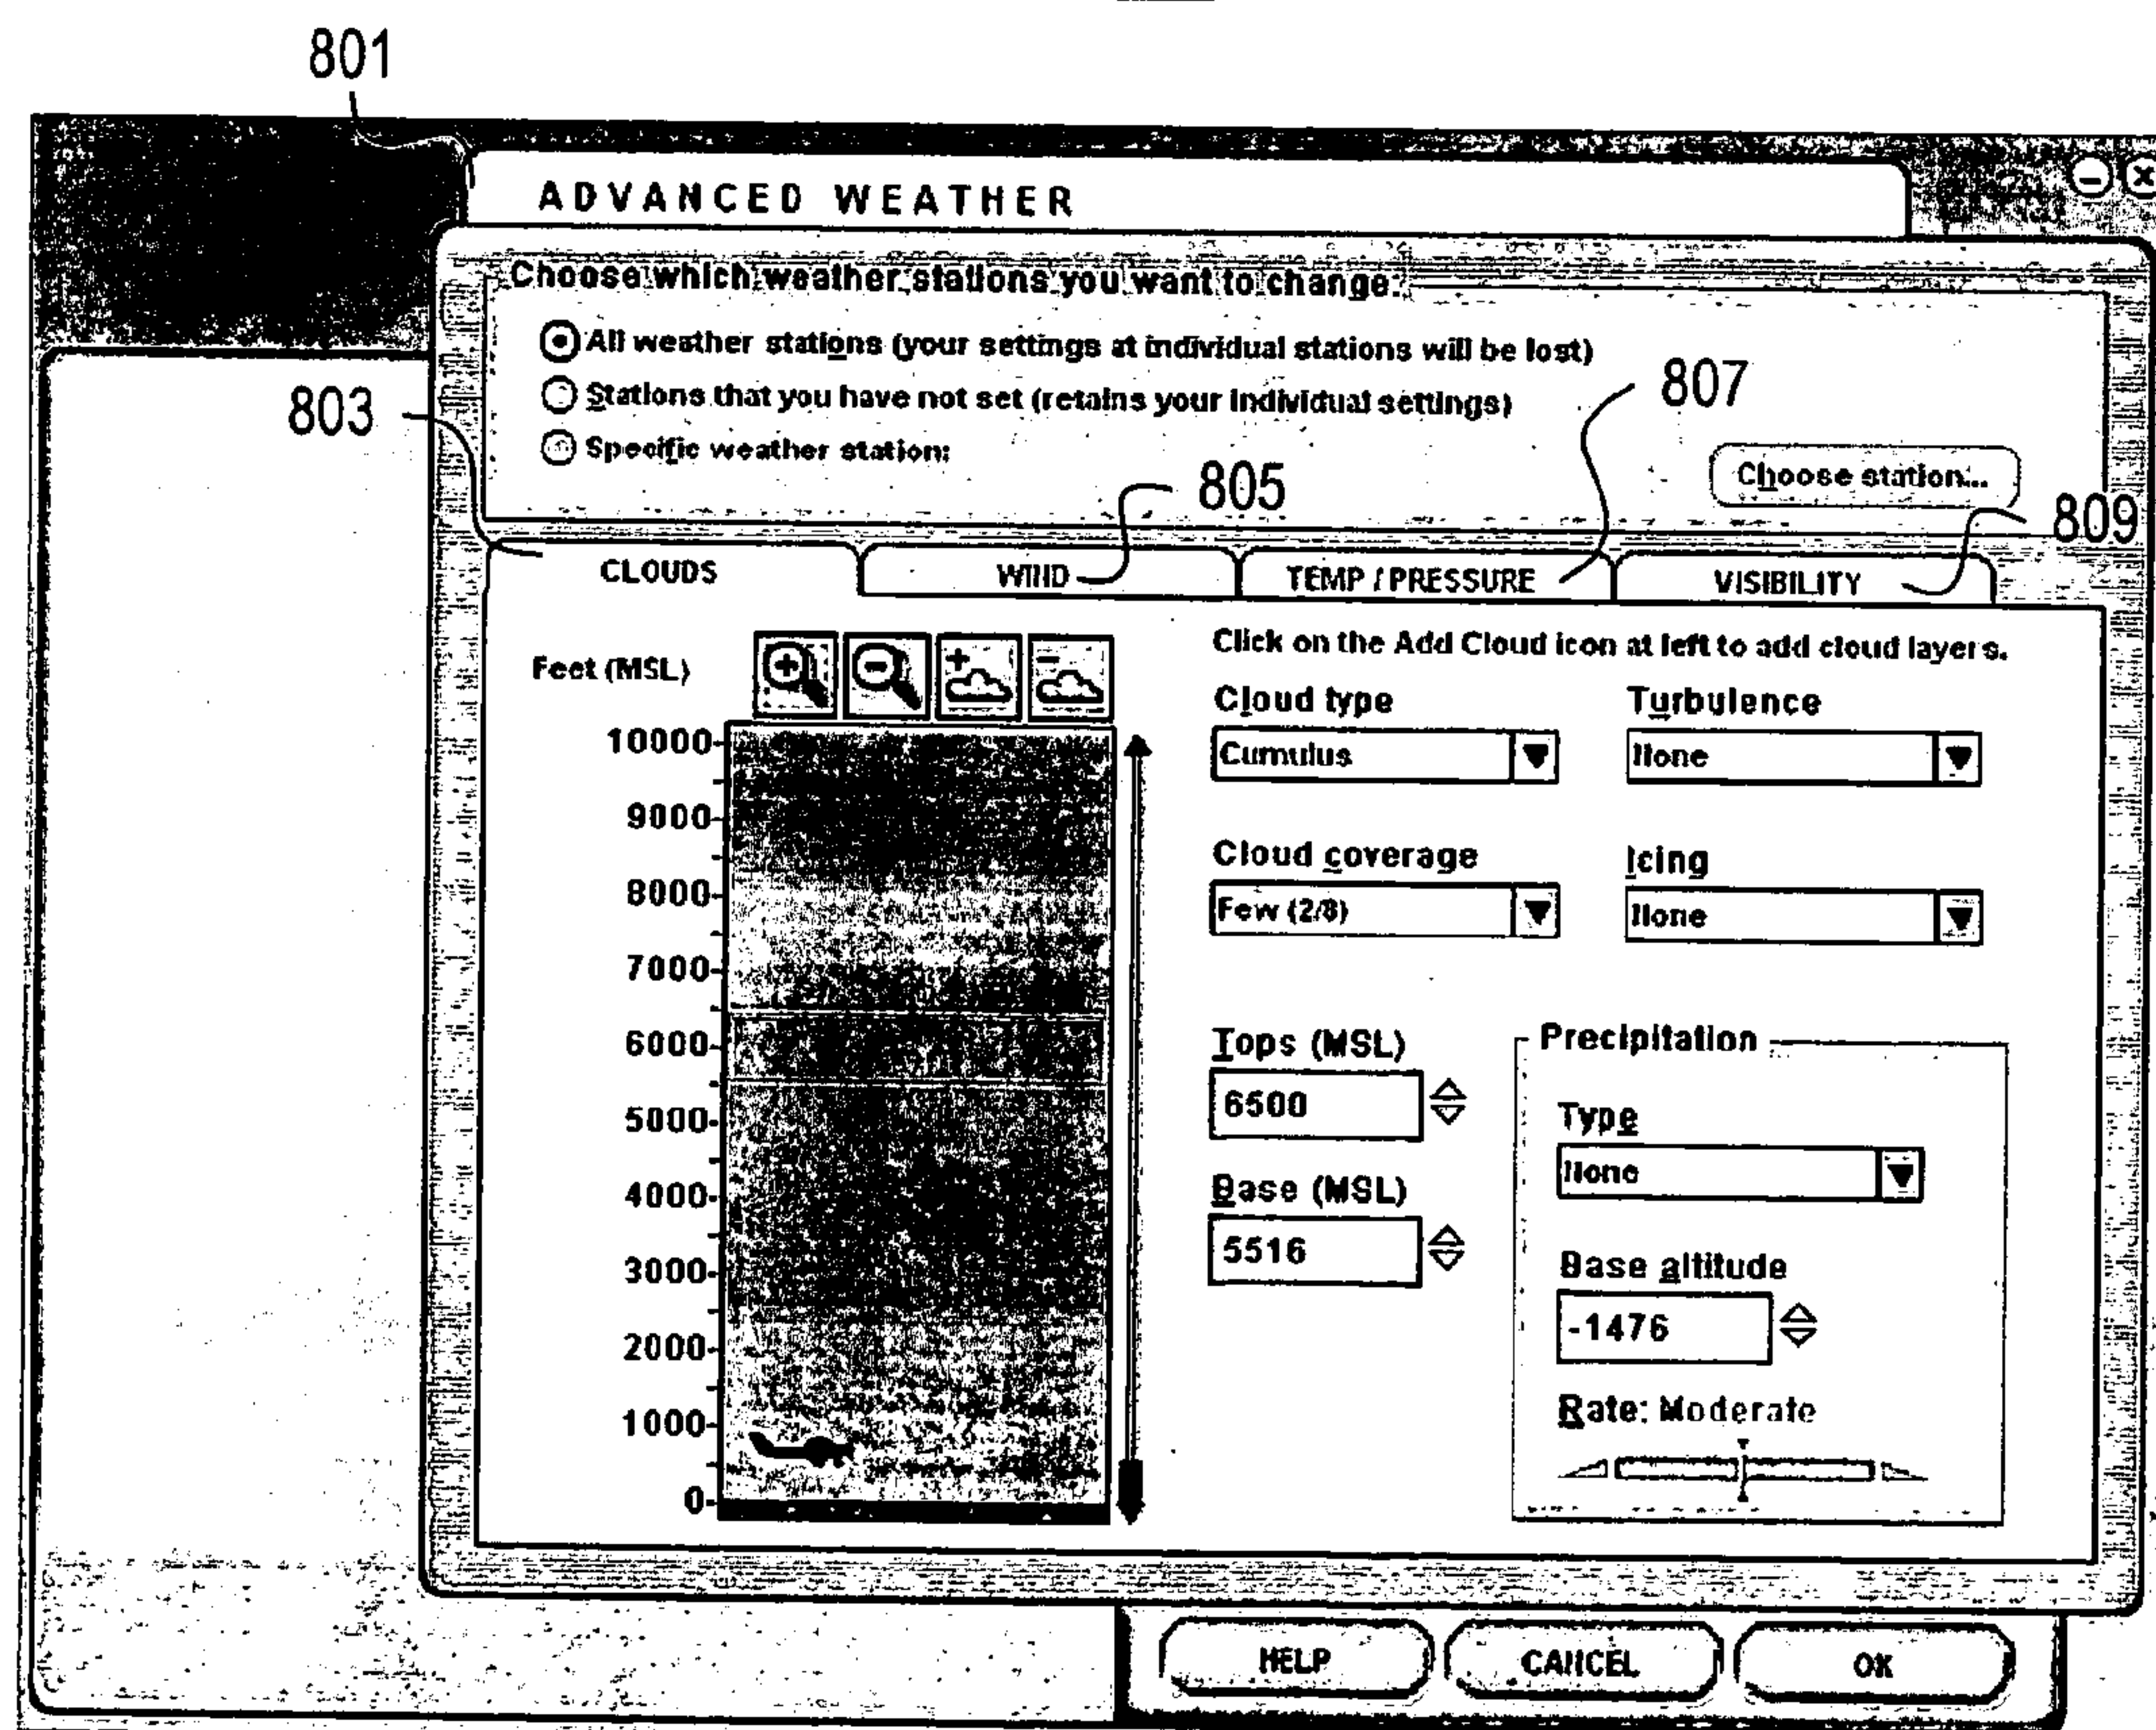 801
ADVANCED WEATHER
Choose which weather stations you want to change:
All weather stations (your settings at individual stations will be lost)
803
Stations that you have not set (retains your individual settings)
807
Specific weather station:
805
Choose station...
809
CLOUDS
WIND
TEMP / PRESSURE
VISIBILITY
Feet (MSL)
Click on the Add Cloud icon at left to add cloud layers.
Cloud type
Turbulence
10000
Cumulus
None
9000
Cloud coverage
Icing
8000
Few (2/8)
None
7000
6000
Tops (MSL)
Precipitation
6500
5000
Type
None
4000
Base (MSL)
5516
3000
Base altitude
-1476
2000
Rate: Moderate
1000
0
HELP
CANCEL
OK